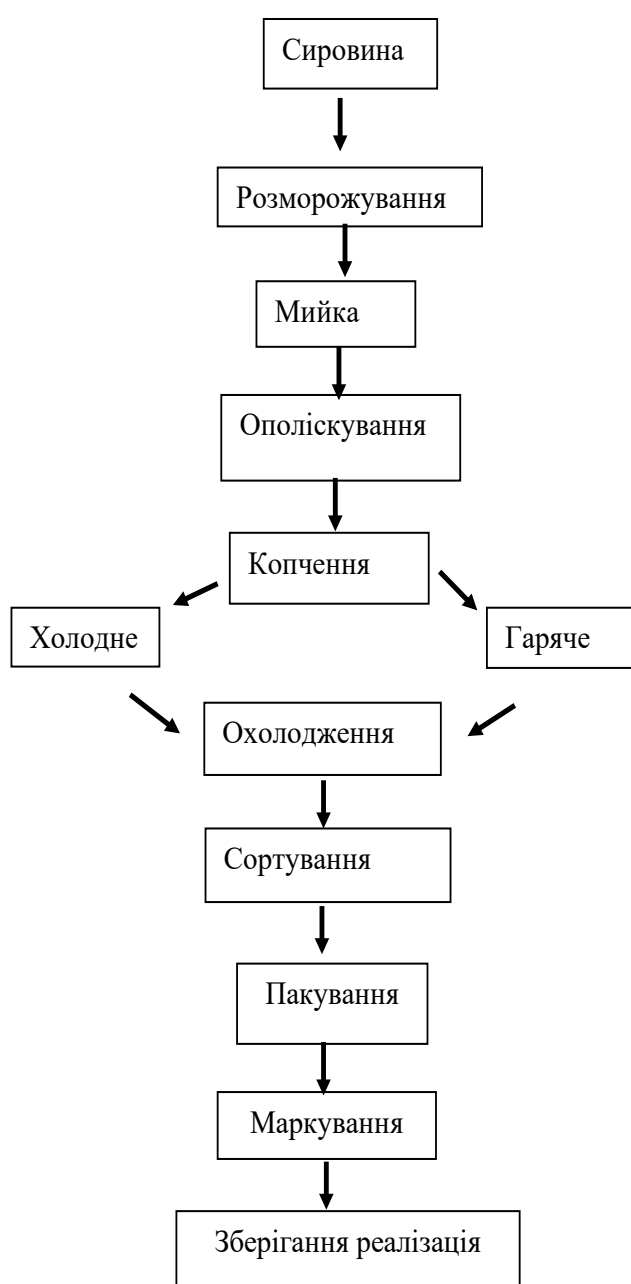 Сировина
Розморожування
Мийка
Ополіскування
Копчення
Холодне
Гаряче
Охолодження
Сортування
Пакування
Маркування
Зберігання реалізація